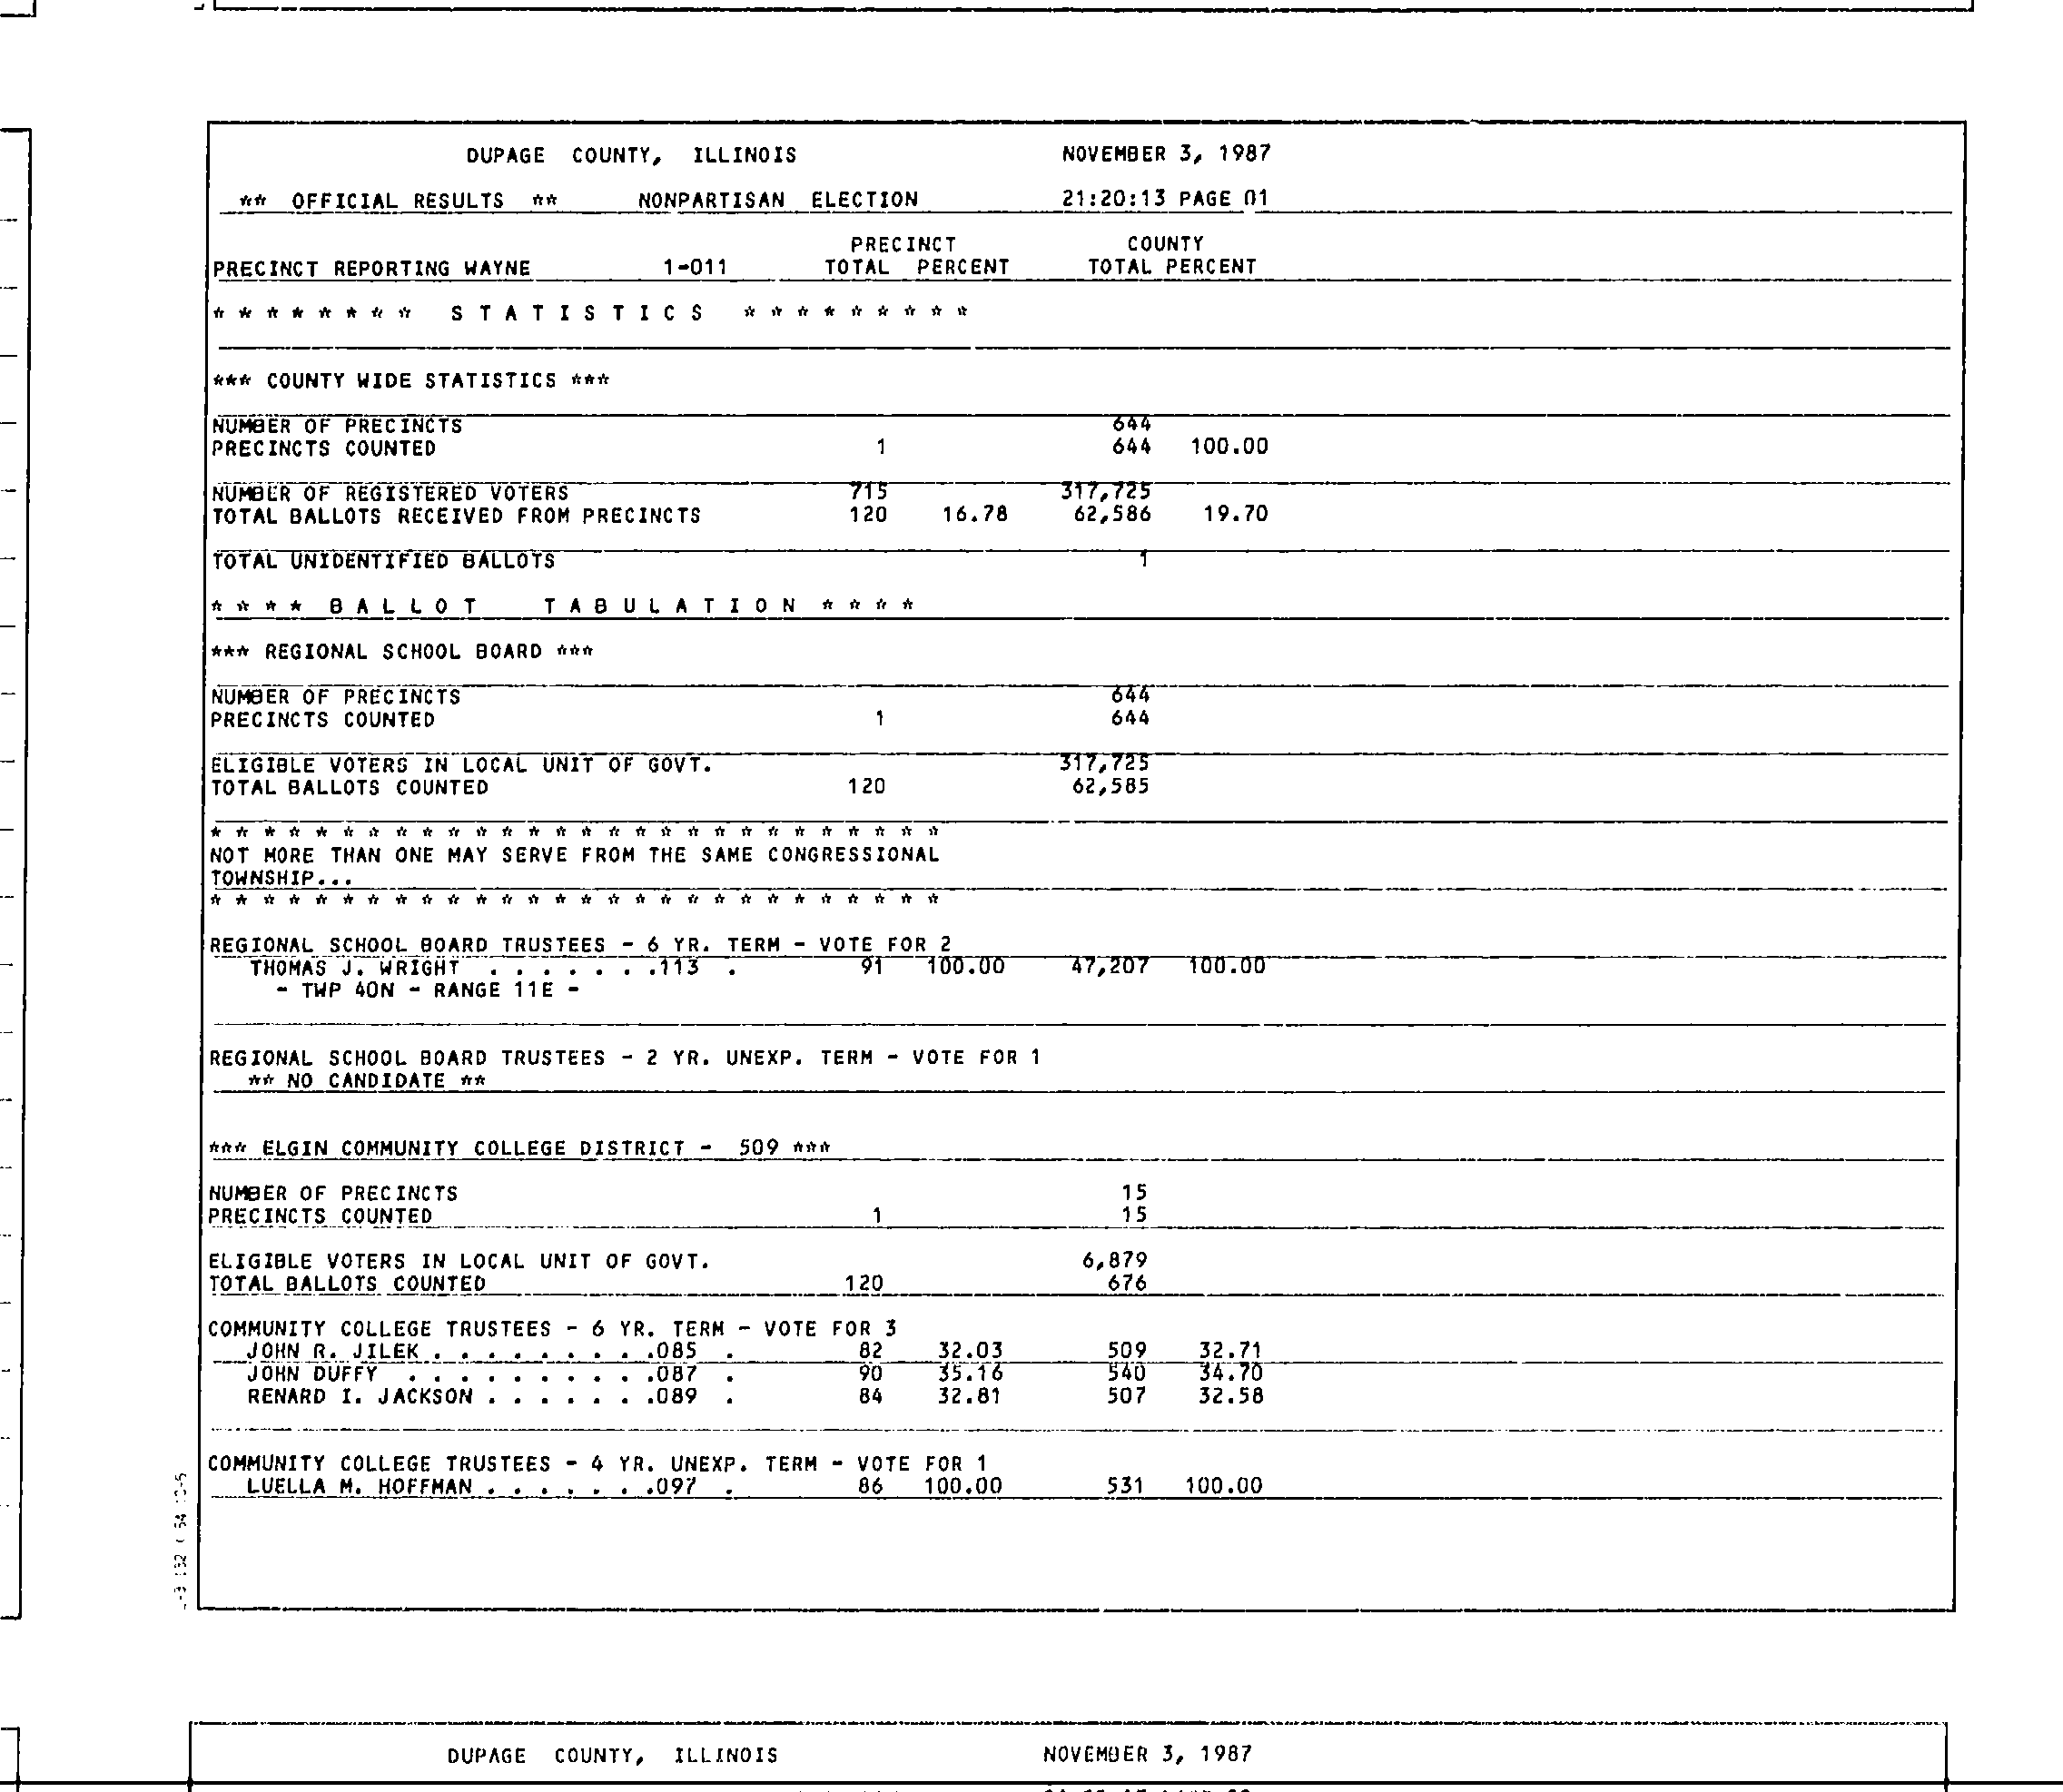 DUPAGE COUNTY, ILLINOIS NOVEMBER 3, 1987
** OFFICIAL RESULTS ** NONPARTISAN ELECTION 21:20:13 PAGE 01
PRECINCT COUNTY
PRECINCT REPORTING WAYNE 1-011 TOTAL PERCENT TOTAL PERCENT
* * * * * * * * S T A T I S T I C S * * * * * * * * *
*** COUNTY WIDE STATISTICS ***
NUMBER OF PRECINCTS 644
PRECINCTS COUNTED 1 644 100.00
NUMBER OF REGISTERED VOTERS 715 317,725
TOTAL BALLOTS RECEIVED FROM PRECINCTS 120 16.78 62,586 19.70
TOTAL UNIDENTIFIED BALLOTS 1
* * * * B A L L O T T A B U L A T I O N * * * *
*** REGIONAL SCHOOL BOARD ***
NUMBER OF PRECINCTS 644
PRECINCTS COUNTED 1 644
ELIGIBLE VOTERS IN LOCAL UNIT OF GOVT. 317,725
TOTAL BALLOTS COUNTED 120 62,585
* * * * * * * * * * * * * * * * * * * * * * * * * * * *
NOT MORE THAN ONE MAY SERVE FROM THE SAME CONGRESSIONAL
TOWNSHIP...
* * * * * * * * * * * * * * * * * * * * * * * * * * * *
REGIONAL SCHOOL BOARD TRUSTEES - 6 YR. TERM - VOTE FOR 2
THOMAS J. WRIGHT . . . . . . .113 . 91 100.00 47,207 100.00
- TWP 40N - RANGE 11E -
REGIONAL SCHOOL BOARD TRUSTEES - 2 YR. UNEXP. TERM - VOTE FOR 1
** NO CANDIDATE **
*** ELGIN COMMUNITY COLLEGE DISTRICT - 509 ***
NUMBER OF PRECINCTS 15
PRECINCTS COUNTED 1 15
ELIGIBLE VOTERS IN LOCAL UNIT OF GOVT. 6,879
TOTAL BALLOTS COUNTED 120 676
COMMUNITY COLLEGE TRUSTEES - 6 YR. TERM - VOTE FOR 3
JOHN R. JILEK . . . . . . . . .085 . 82 32.03 509 32.71
JOHN DUFFY . . . . . . . . . .087 . 90 35.16 540 34.70
RENARD I. JACKSON . . . . . . .089 . 84 32.81 507 32.58
COMMUNITY COLLEGE TRUSTEES - 4 YR. UNEXP. TERM - VOTE FOR 1
LUELLA M. HOFFMAN . . . . . . .097 . 86 100.00 531 100.00
DUPAGE COUNTY, ILLINOIS NOVEMBER 3, 1987